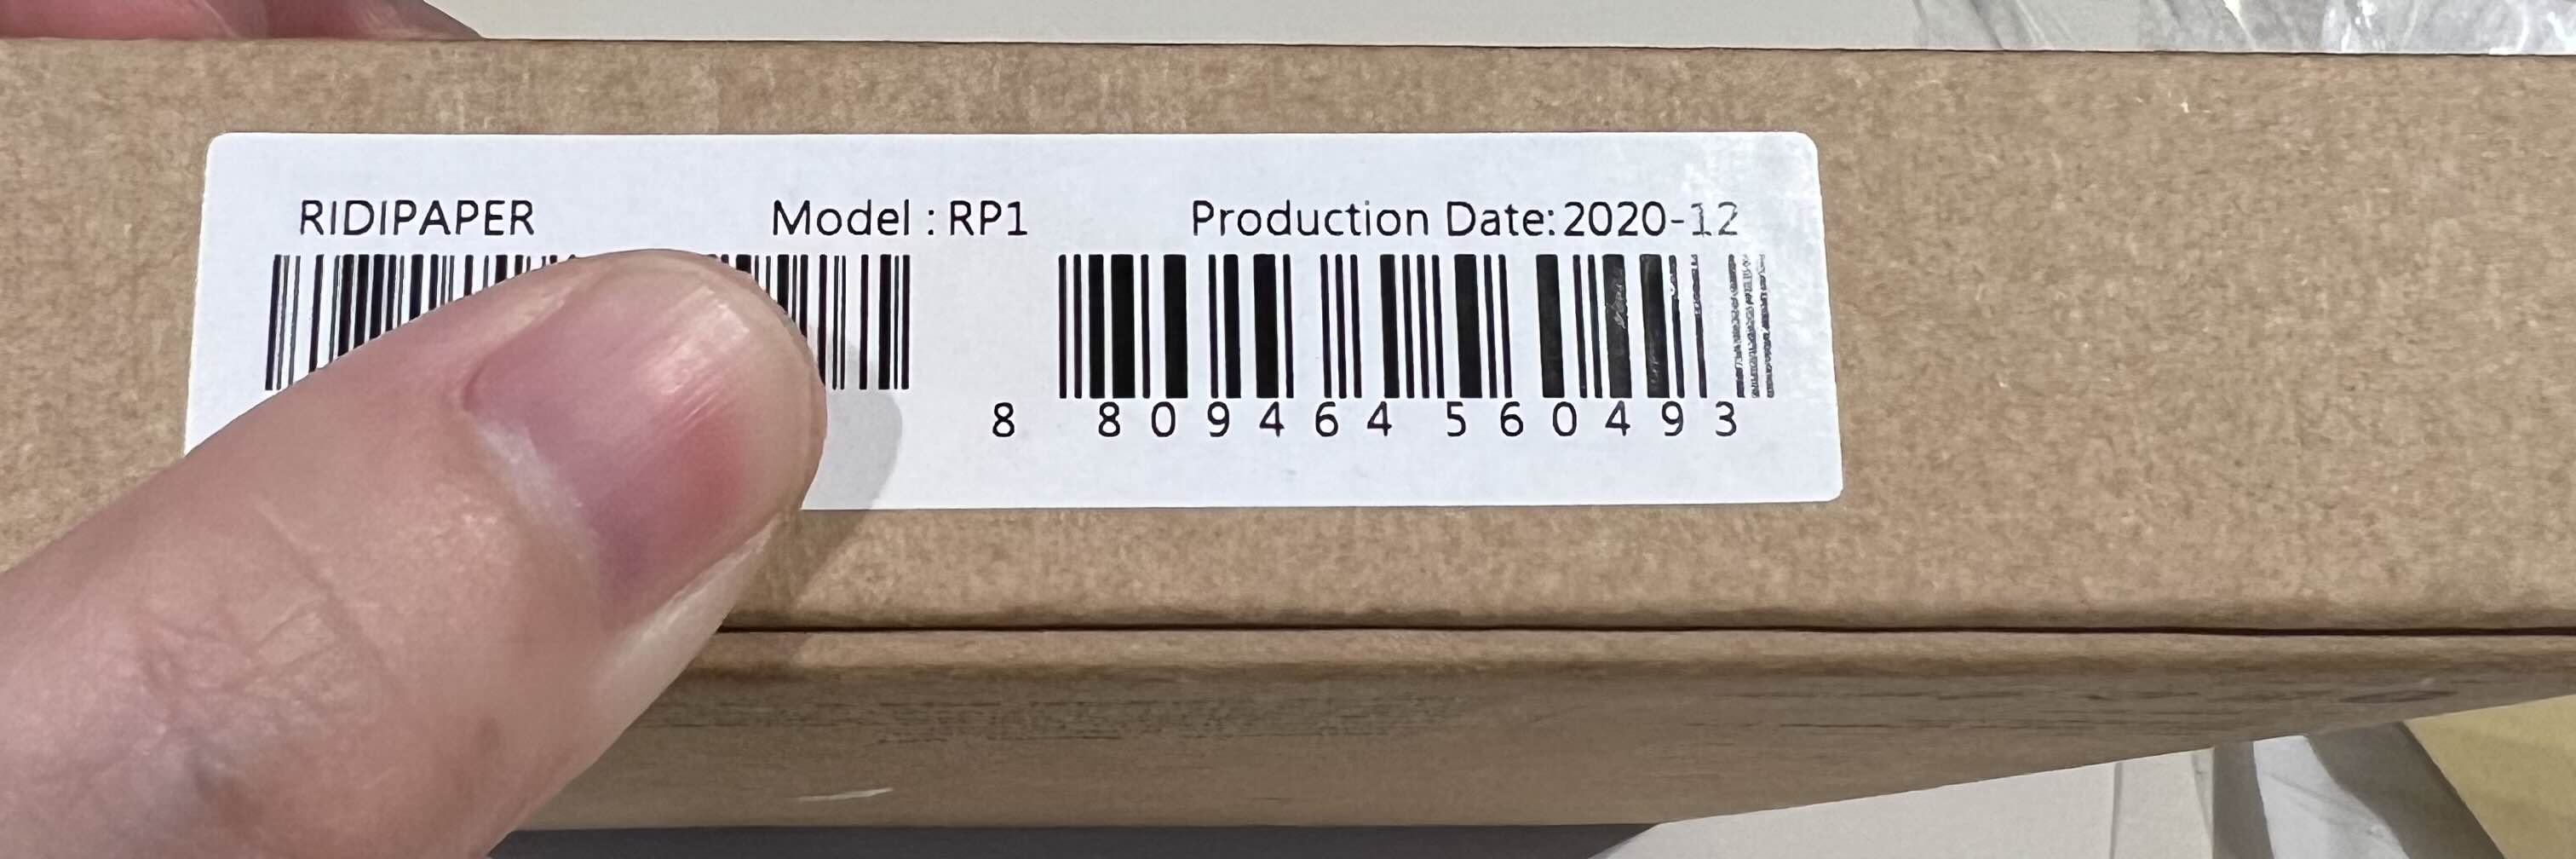 RIDIPAPER Model : RP1 Production Date:2020-12
8 809464 560493